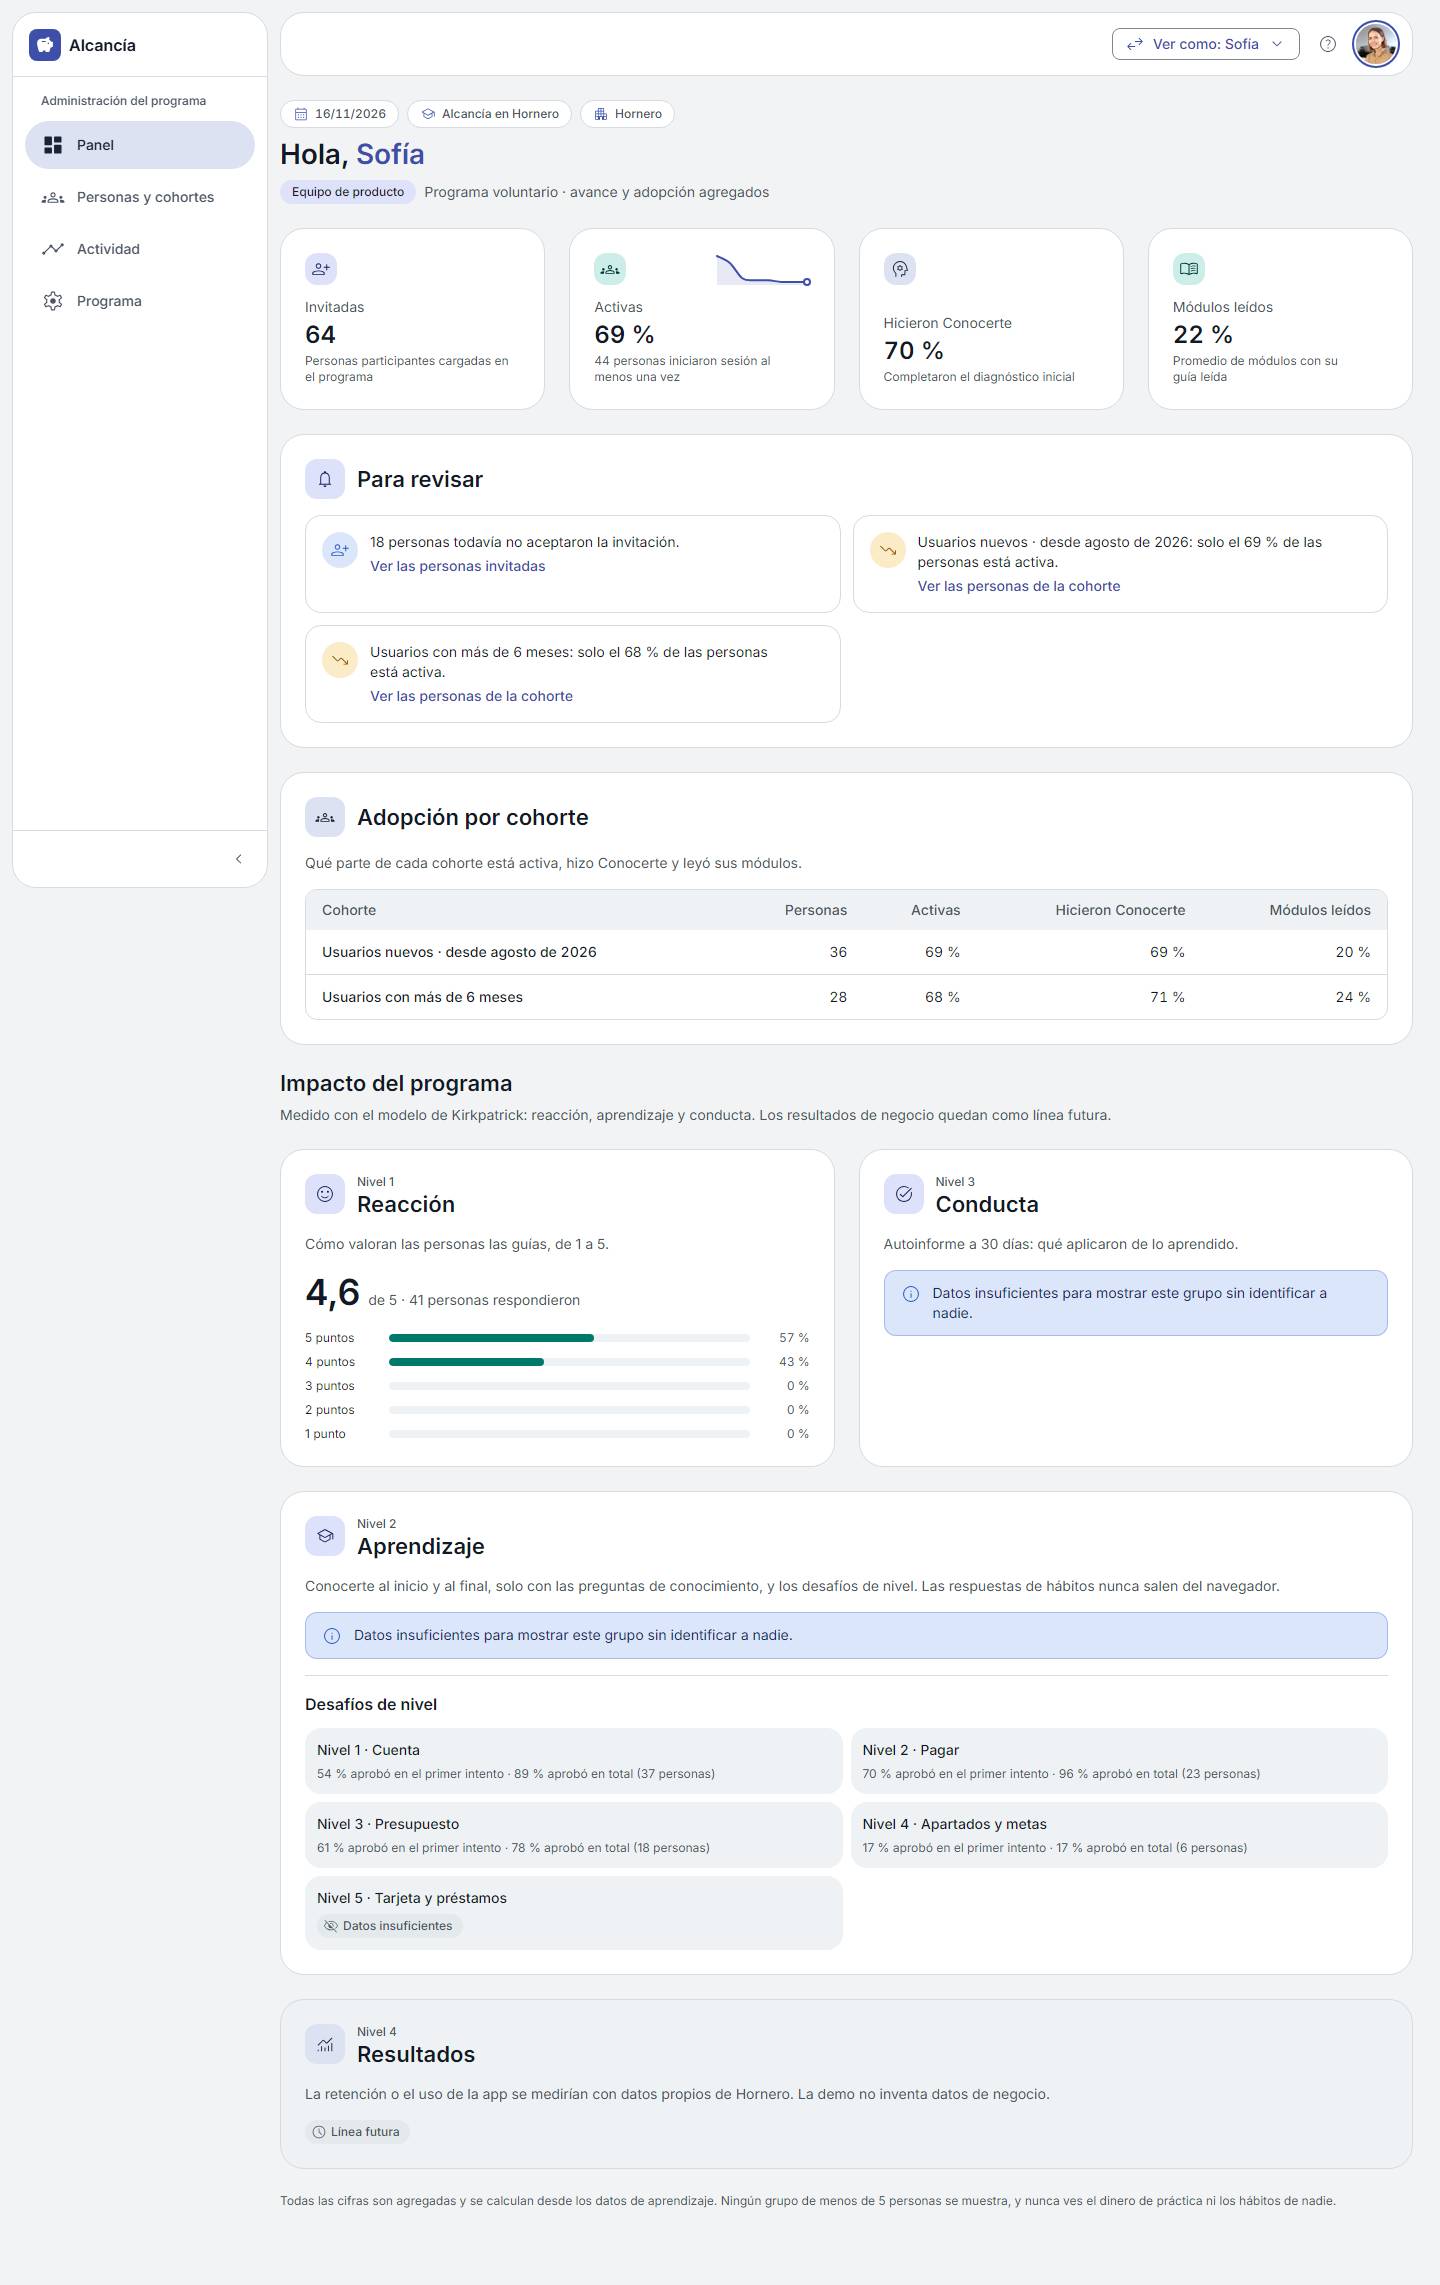 Alcancía
Ver como: Sofía
Administración del programa
Panel
Personas y cohortes
Actividad
Programa
16/11/2026
Alcancía en Hornero
Hornero
Hola, Sofía
Equipo de producto
Programa voluntario · avance y adopción agregados
Invitadas
64
Personas participantes cargadas en
el programa
Activas
69 %
44 personas iniciaron sesión al
menos una vez
Hicieron Conocerte
70 %
Completaron el diagnóstico inicial
Módulos leídos
22 %
Promedio de módulos con su
guía leída
Para revisar
18 personas todavía no aceptaron la invitación.
Ver las personas invitadas
Usuarios nuevos · desde agosto de 2026: solo el 69 % de las
personas está activa.
Ver las personas de la cohorte
Usuarios con más de 6 meses: solo el 68 % de las personas
está activa.
Ver las personas de la cohorte
Adopción por cohorte
Qué parte de cada cohorte está activa, hizo Conocerte y leyó sus módulos.
Cohorte Personas Activas Hicieron Conocerte Módulos leídos
Usuarios nuevos · desde agosto de 2026 36 69 % 69 % 20 %
Usuarios con más de 6 meses 28 68 % 71 % 24 %
Impacto del programa
Medido con el modelo de Kirkpatrick: reacción, aprendizaje y conducta. Los resultados de negocio quedan como línea futura.
Nivel 1
Reacción
Cómo valoran las personas las guías, de 1 a 5.
4,6 de 5 · 41 personas respondieron
5 puntos 57 %
4 puntos 43 %
3 puntos 0 %
2 puntos 0 %
1 punto 0 %
Nivel 3
Conducta
Autoinforme a 30 días: qué aplicaron de lo aprendido.
Datos insuficientes para mostrar este grupo sin identificar a
nadie.
Nivel 2
Aprendizaje
Conocerte al inicio y al final, solo con las preguntas de conocimiento, y los desafíos de nivel. Las respuestas de hábitos nunca salen del navegador.
Datos insuficientes para mostrar este grupo sin identificar a nadie.
Desafíos de nivel
Nivel 1 · Cuenta
54 % aprobó en el primer intento · 89 % aprobó en total (37 personas)
Nivel 2 · Pagar
70 % aprobó en el primer intento · 96 % aprobó en total (23 personas)
Nivel 3 · Presupuesto
61 % aprobó en el primer intento · 78 % aprobó en total (18 personas)
Nivel 4 · Apartados y metas
17 % aprobó en el primer intento · 17 % aprobó en total (6 personas)
Nivel 5 · Tarjeta y préstamos
Datos insuficientes
Nivel 4
Resultados
La retención o el uso de la app se medirían con datos propios de Hornero. La demo no inventa datos de negocio.
Línea futura
Todas las cifras son agregadas y se calculan desde los datos de aprendizaje. Ningún grupo de menos de 5 personas se muestra, y nunca ves el dinero de práctica ni los hábitos de nadie.